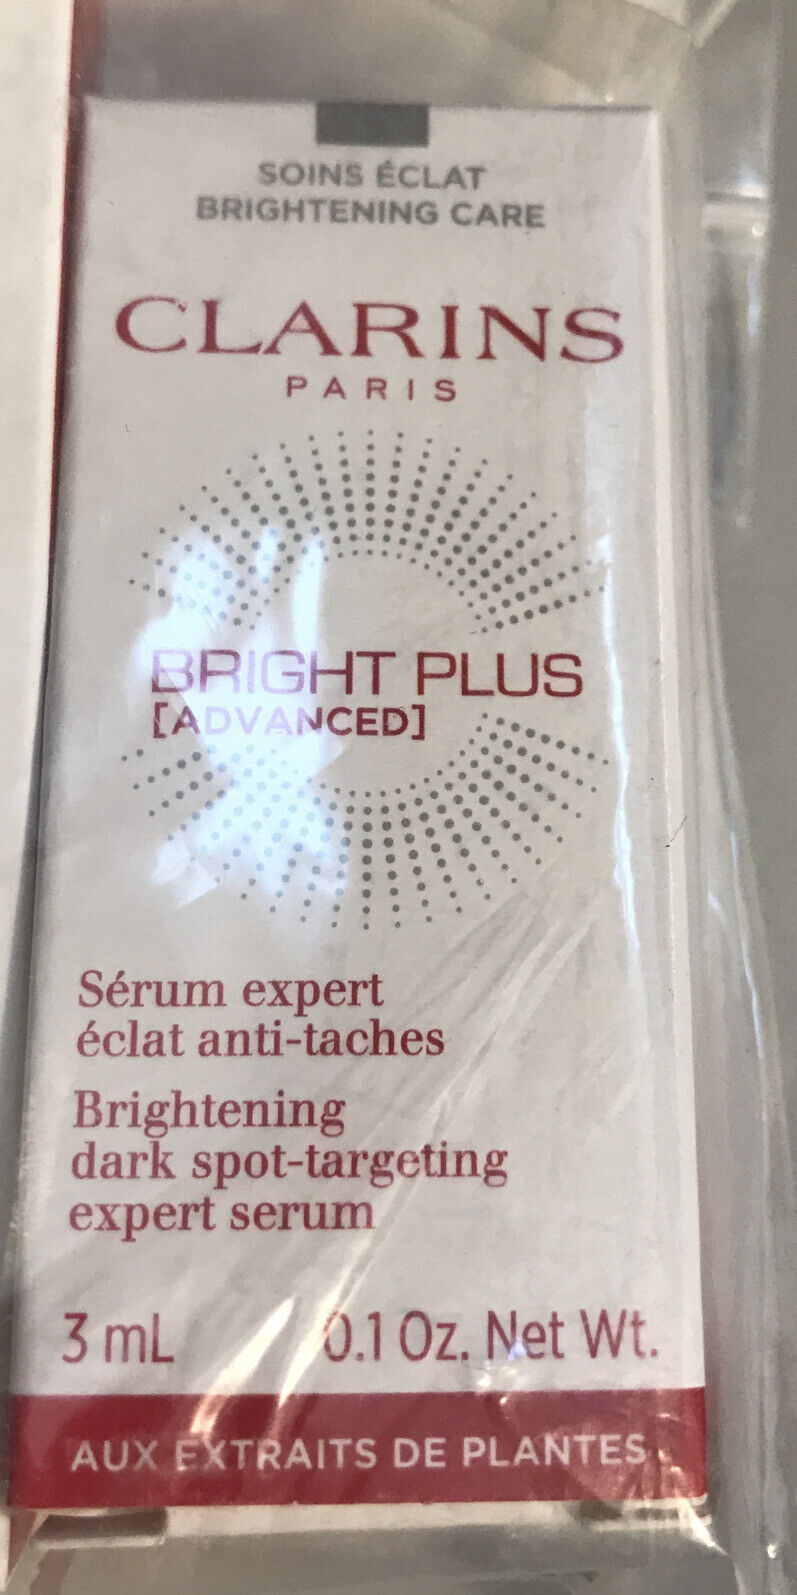 SOINS ÉCLAT
BRIGHTENING CARE
CLARINS
PARIS
BRIGHT PLUS
[ADVANCED]
Sérum expert
éclat anti-taches
Brightening
dark spot-targeting
expert serum
3 mL 0.1 Oz. Net Wt.
AUX EXTRAITS DE PLANTES